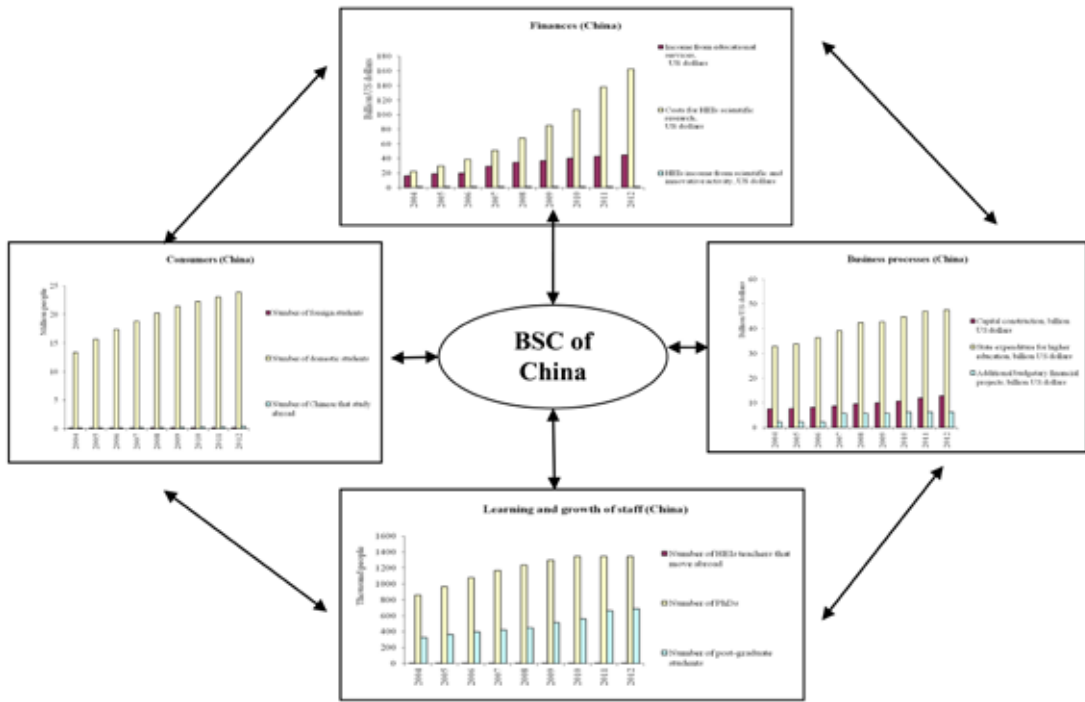 Finances (China)
Billion US dollars
180
160
140
120
100
80
60
40
20
0
2004
2005
2006
2007
2008
2009
2010
2011
2012
Income from educational
services,
US dollars
Costs for HEIs scientific
research,
US dollars
HEIs income from scientific and
innovative activity, US dollars
Consumers (China)
Million people
25
20
15
10
5
0
2004
2005
2006
2007
2008
2009
2010
2011
2012
Number of foreign students
Number of domestic students
Number of Chinese that study
abroad
BSC of
China
Business processes (China)
Billion US dollars
60
50
40
30
20
10
0
2004
2005
2006
2007
2008
2009
2010
2011
2012
Capital construction, billion
US dollars
State expenditure for higher
education, billion US dollars
Additional budgetary financial
projects, billion US dollars
Learning and growth of staff (China)
Thousand people
1600
1400
1200
1000
800
600
400
200
0
2004
2005
2006
2007
2008
2009
2010
2011
2012
Number of HEIs teachers that
move abroad
Number of PhDs
Number of post-graduate
students